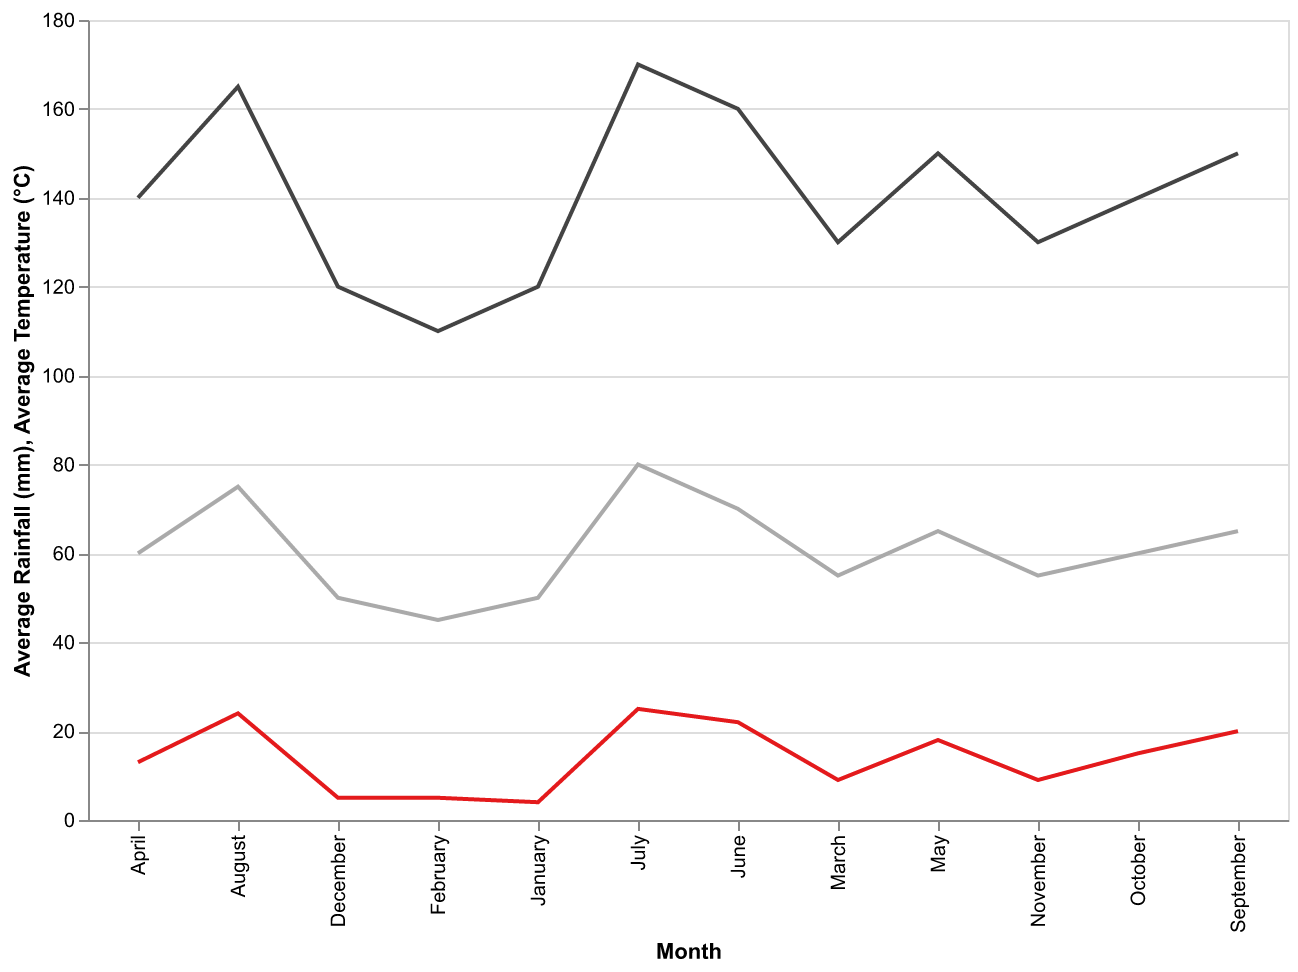 180
160
140
120
100
80
60
40
20
0
Average Rainfall (mm), Average Temperature (°C)
April
August
December
February
January
July
June
March
May
November
October
September
Month